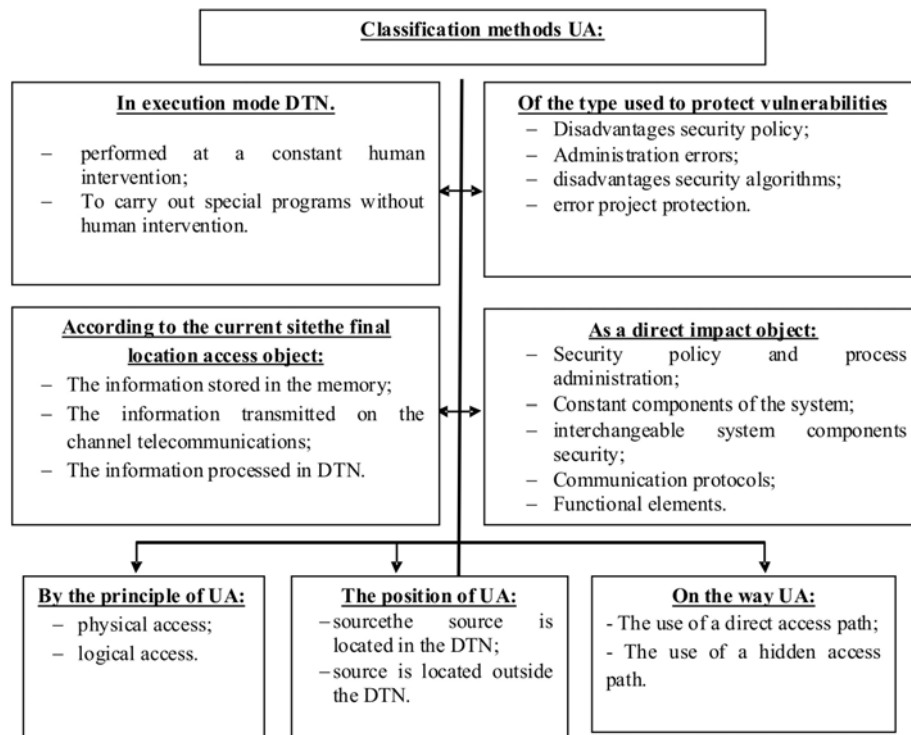 Classification methods UA:
In execution mode DTN.
– performed at a constant human
intervention;
– To carry out special programs without
human intervention.
Of the type used to protect vulnerabilities
– Disadvantages security policy;
– Administration errors;
– disadvantages security algorithms;
– error project protection.
According to the current sitethe final
location access object:
– The information stored in the memory;
– The information transmitted on the
channel telecommunications;
– The information processed in DTN.
As a direct impact object:
– Security policy and process
administration;
– Constant components of the system;
– interchangeable system components
security;
– Communication protocols;
– Functional elements.
By the principle of UA:
– physical access;
– logical access.
The position of UA:
– sourcethe source is
located in the DTN;
– source is located outside
the DTN.
On the way UA:
- The use of a direct access path;
- The use of a hidden access
path.